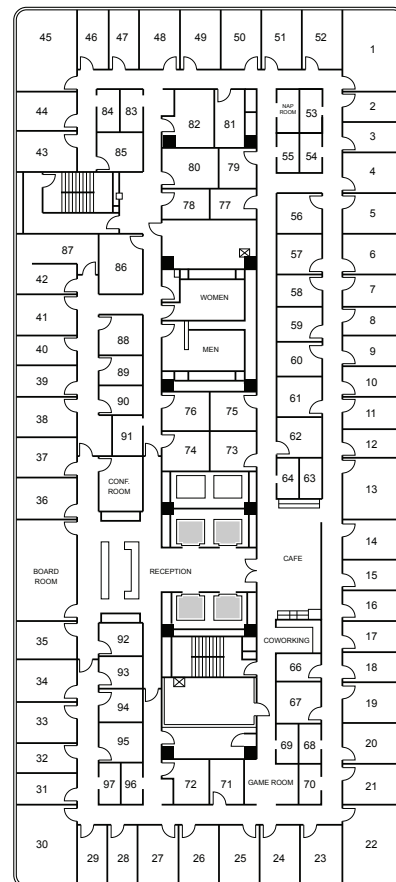 45 46 47 48 49 50 51 52
1
44 84 83 82 81 NAP ROOM 53 2
3
43 85 80 79 55 54 4
78 77 56 5
87 86 57 6
42 WOMEN 58 7
41 88 MEN 59 8
40 89 60 9
39 90 61 10
38 91 76 75 62 11
37 74 73 12
36 CONF.
ROOM
64 63 13
BOARD
ROOM
RECEPTION
CAFE
14
15
16
35 92 COWORKING 17
34 93 66 18
33 94 67 19
32 95 69 68 20
31 97 96 72 71 GAME ROOM 70 21
30 29 28 27 26 25 24 23 22